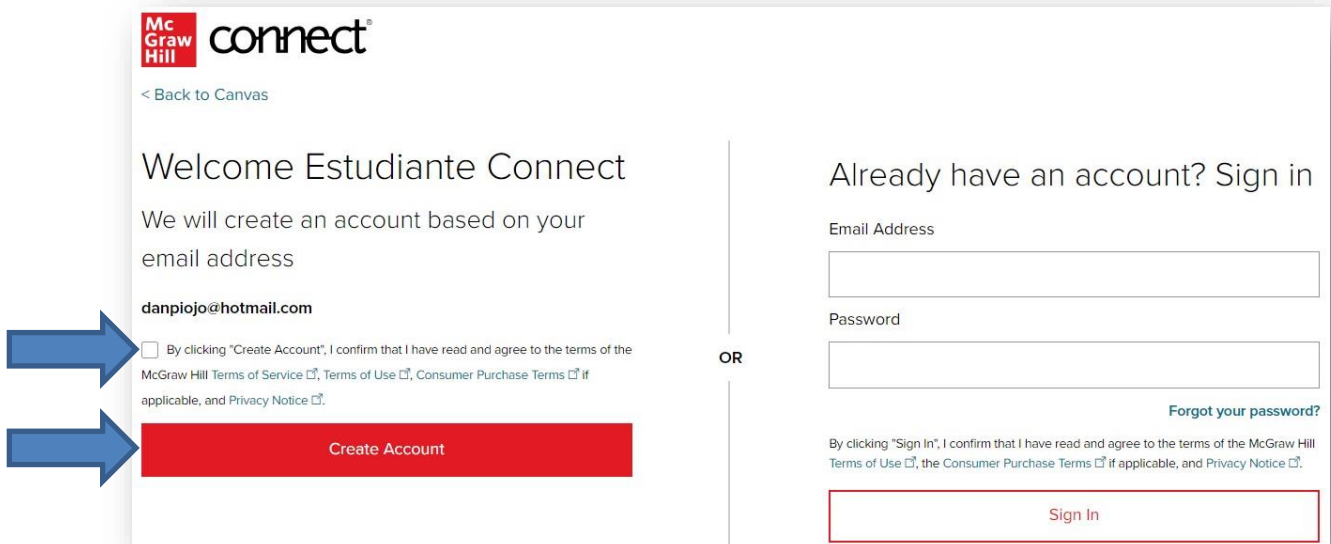 Mc
Graw
Hill
connect®
< Back to Canvas
Welcome Estudiante Connect
We will create an account based on your
email address
danpiojo@hotmail.com
By clicking "Create Account", I confirm that I have read and agree to the terms of the
McGraw Hill Terms of Service, Terms of Use, Consumer Purchase Terms if
applicable, and Privacy Notice.
Create Account
OR
Already have an account? Sign in
Email Address
Password
Forgot your password?
By clicking "Sign In", I confirm that I have read and agree to the terms of the McGraw Hill
Terms of Use, the Consumer Purchase Terms if applicable, and Privacy Notice.
Sign In